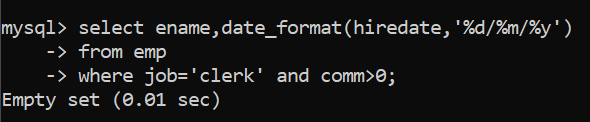 mysql> select ename,date_format(hiredate,'%d/%m/%y')
-> from emp
-> where job='clerk' and comm>0;
Empty set (0.01 sec)